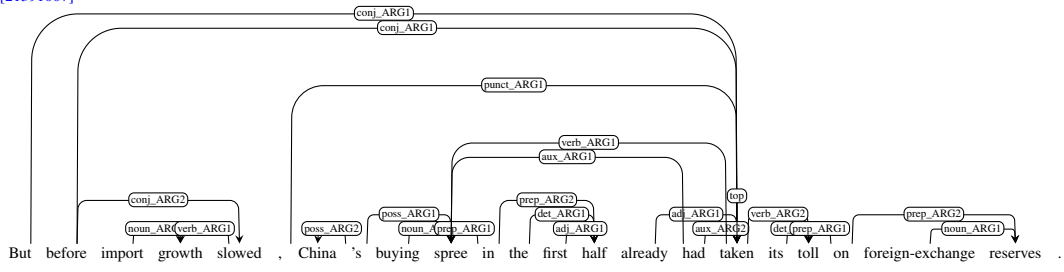 conj_ARG1
conj_ARG1
punct_ARG1
verb_ARG1
aux_ARG1
top
conj_ARG2 prep_ARG2
poss_ARG1 det_ARG1 adj_ARG1 verb_ARG2 prep_ARG2
verb_ARG1 poss_ARG2 prep_ARG1 adj_ARG1 aux_ARG2 prep_ARG1 noun_ARG1
But before import growth slowed , China 's buying spree in the first half already had taken its toll on foreign-exchange reserves .